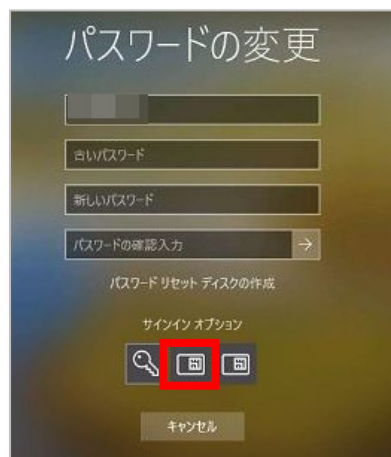 パスワードの変更
古いパスワード
新しいパスワード
パスワードの確認入力
パスワード リセット ディスクの作成
サインイン オプション
キャンセル